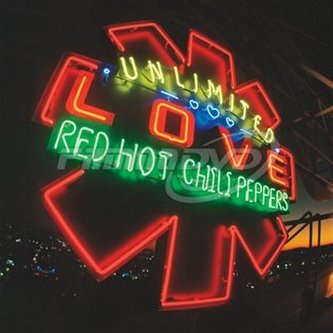 UNLIMITED
LOVE
RED HOT CHILI PEPPERS